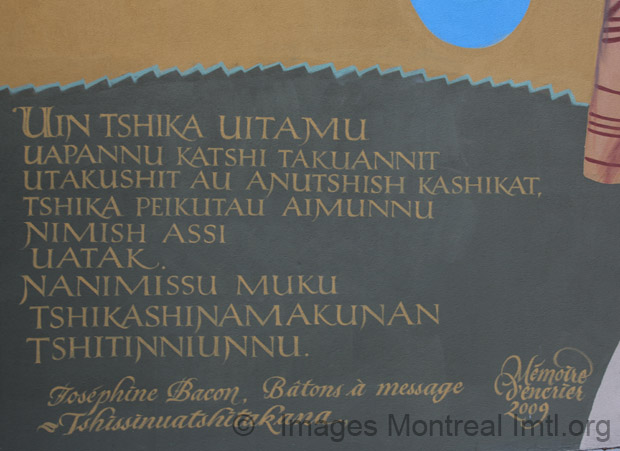 UIN TSHIKA UITAMU
UAPANNU KATSHI TAKUANNIT
UTAKUSHIT AU ANUTSHISH KASHIKAT,
TSHIKA PEIKUTAU AIMUNNU
NIMISH ASSI
UATAK.
NANIMISSU MUKU
TSHIKASHINAMAKUNAN
TSHITINNIUNNU.
Joséphine Bacon, Bâtons à message
~Tshissinuatshitakana
Mémoire
d'encrier
2009
© Images Montreal imtl.org